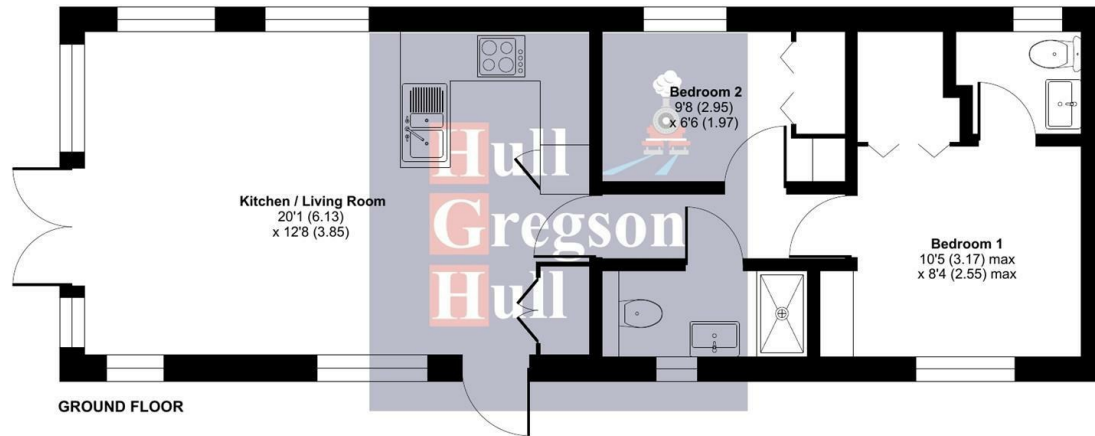 Bedroom 2
9'8 (2.95)
x 6'6 (1.97)
Hull
Gregson
Hull
Kitchen / Living Room
20'1 (6.13)
x 12'8 (3.85)
Bedroom 1
10'5 (3.17) max
x 8'4 (2.55) max
GROUND FLOOR